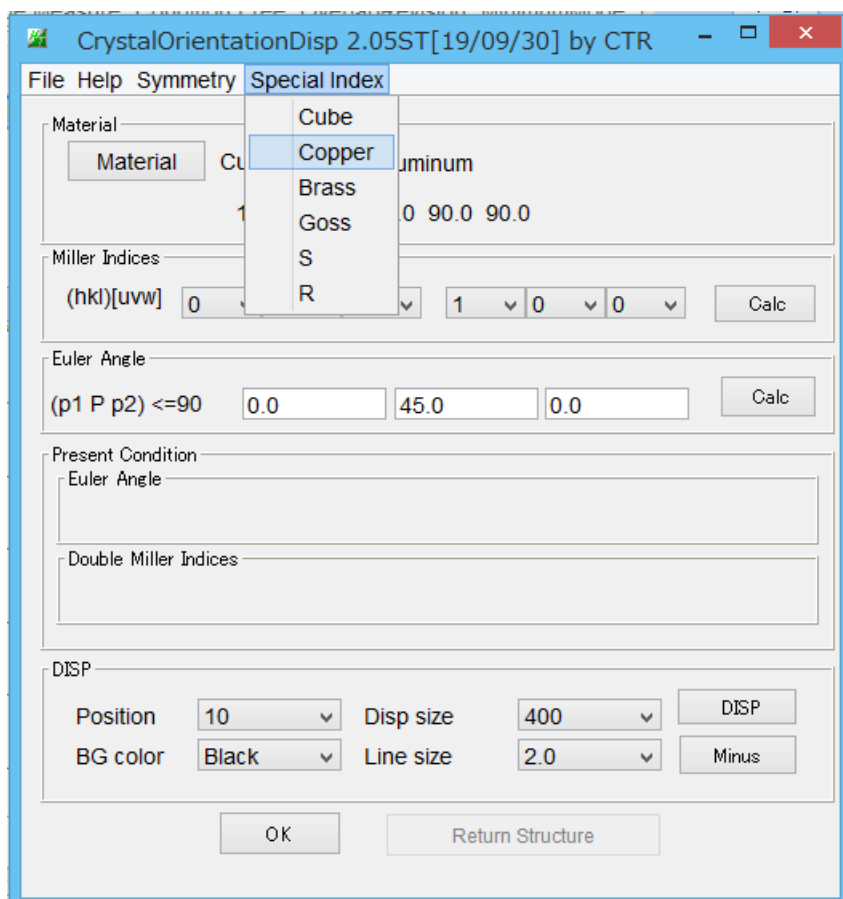 CrystalOrientationDisp 2.05ST[19/09/30] by CTR
File Help Symmetry Special Index
Cube
Copper
Brass
Goss
S
R
Material
Material
.0 90.0 90.0
Miller Indices
(hkl)[uvw] 0 1 0 0 Calc
Euler Angle
(p1 P p2) <=90 0.0 45.0 0.0 Calc
Present Condition
Euler Angle
Double Miller Indices
DISP
Position 10 Disp size 400 DISP
BG color Black Line size 2.0 Minus
OK Return Structure